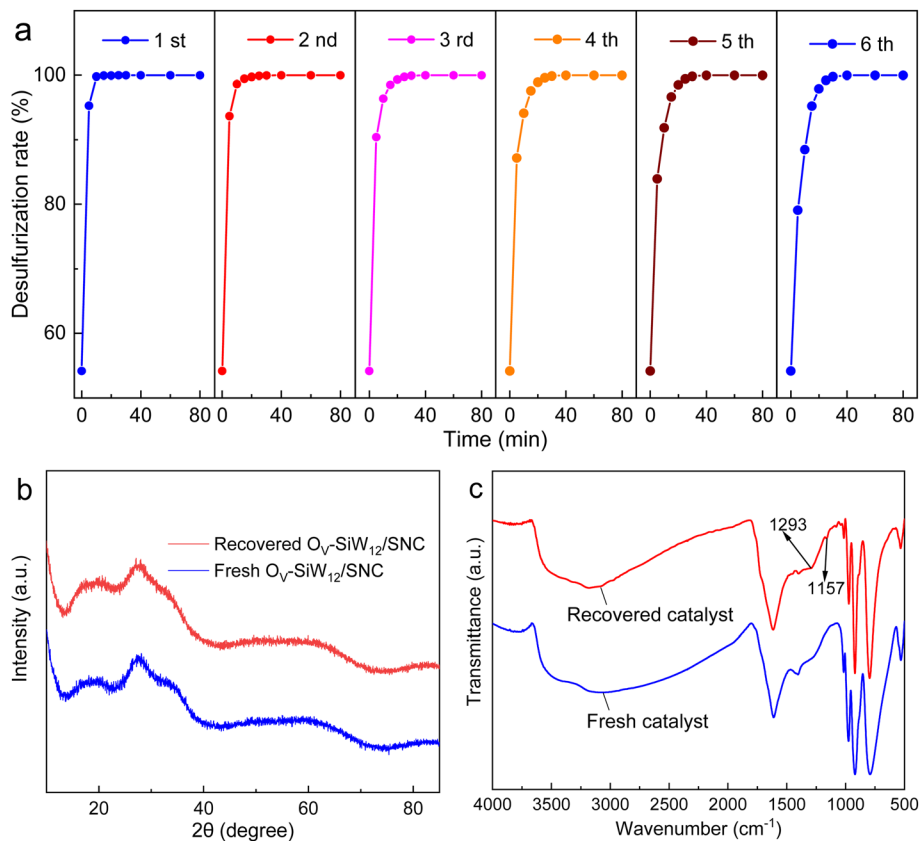 a
1 st
2 nd
3 rd
4 th
5 th
6 th
Desulfurization rate (%)
100
80
60
0 40 80 0 40 80 0 40 80 0 40 80 0 40 80 0 40 80
Time (min)
b
Intensity (a.u.)
Recovered O_V-SiW₁₂/SNC
Fresh O_V-SiW₁₂/SNC
20 40 60 80
2θ (degree)
c
Transmittance (a.u.)
1293
1157
Recovered catalyst
Fresh catalyst
4000 3500 3000 2500 2000 1500 1000 500
Wavenumber (cm⁻¹)